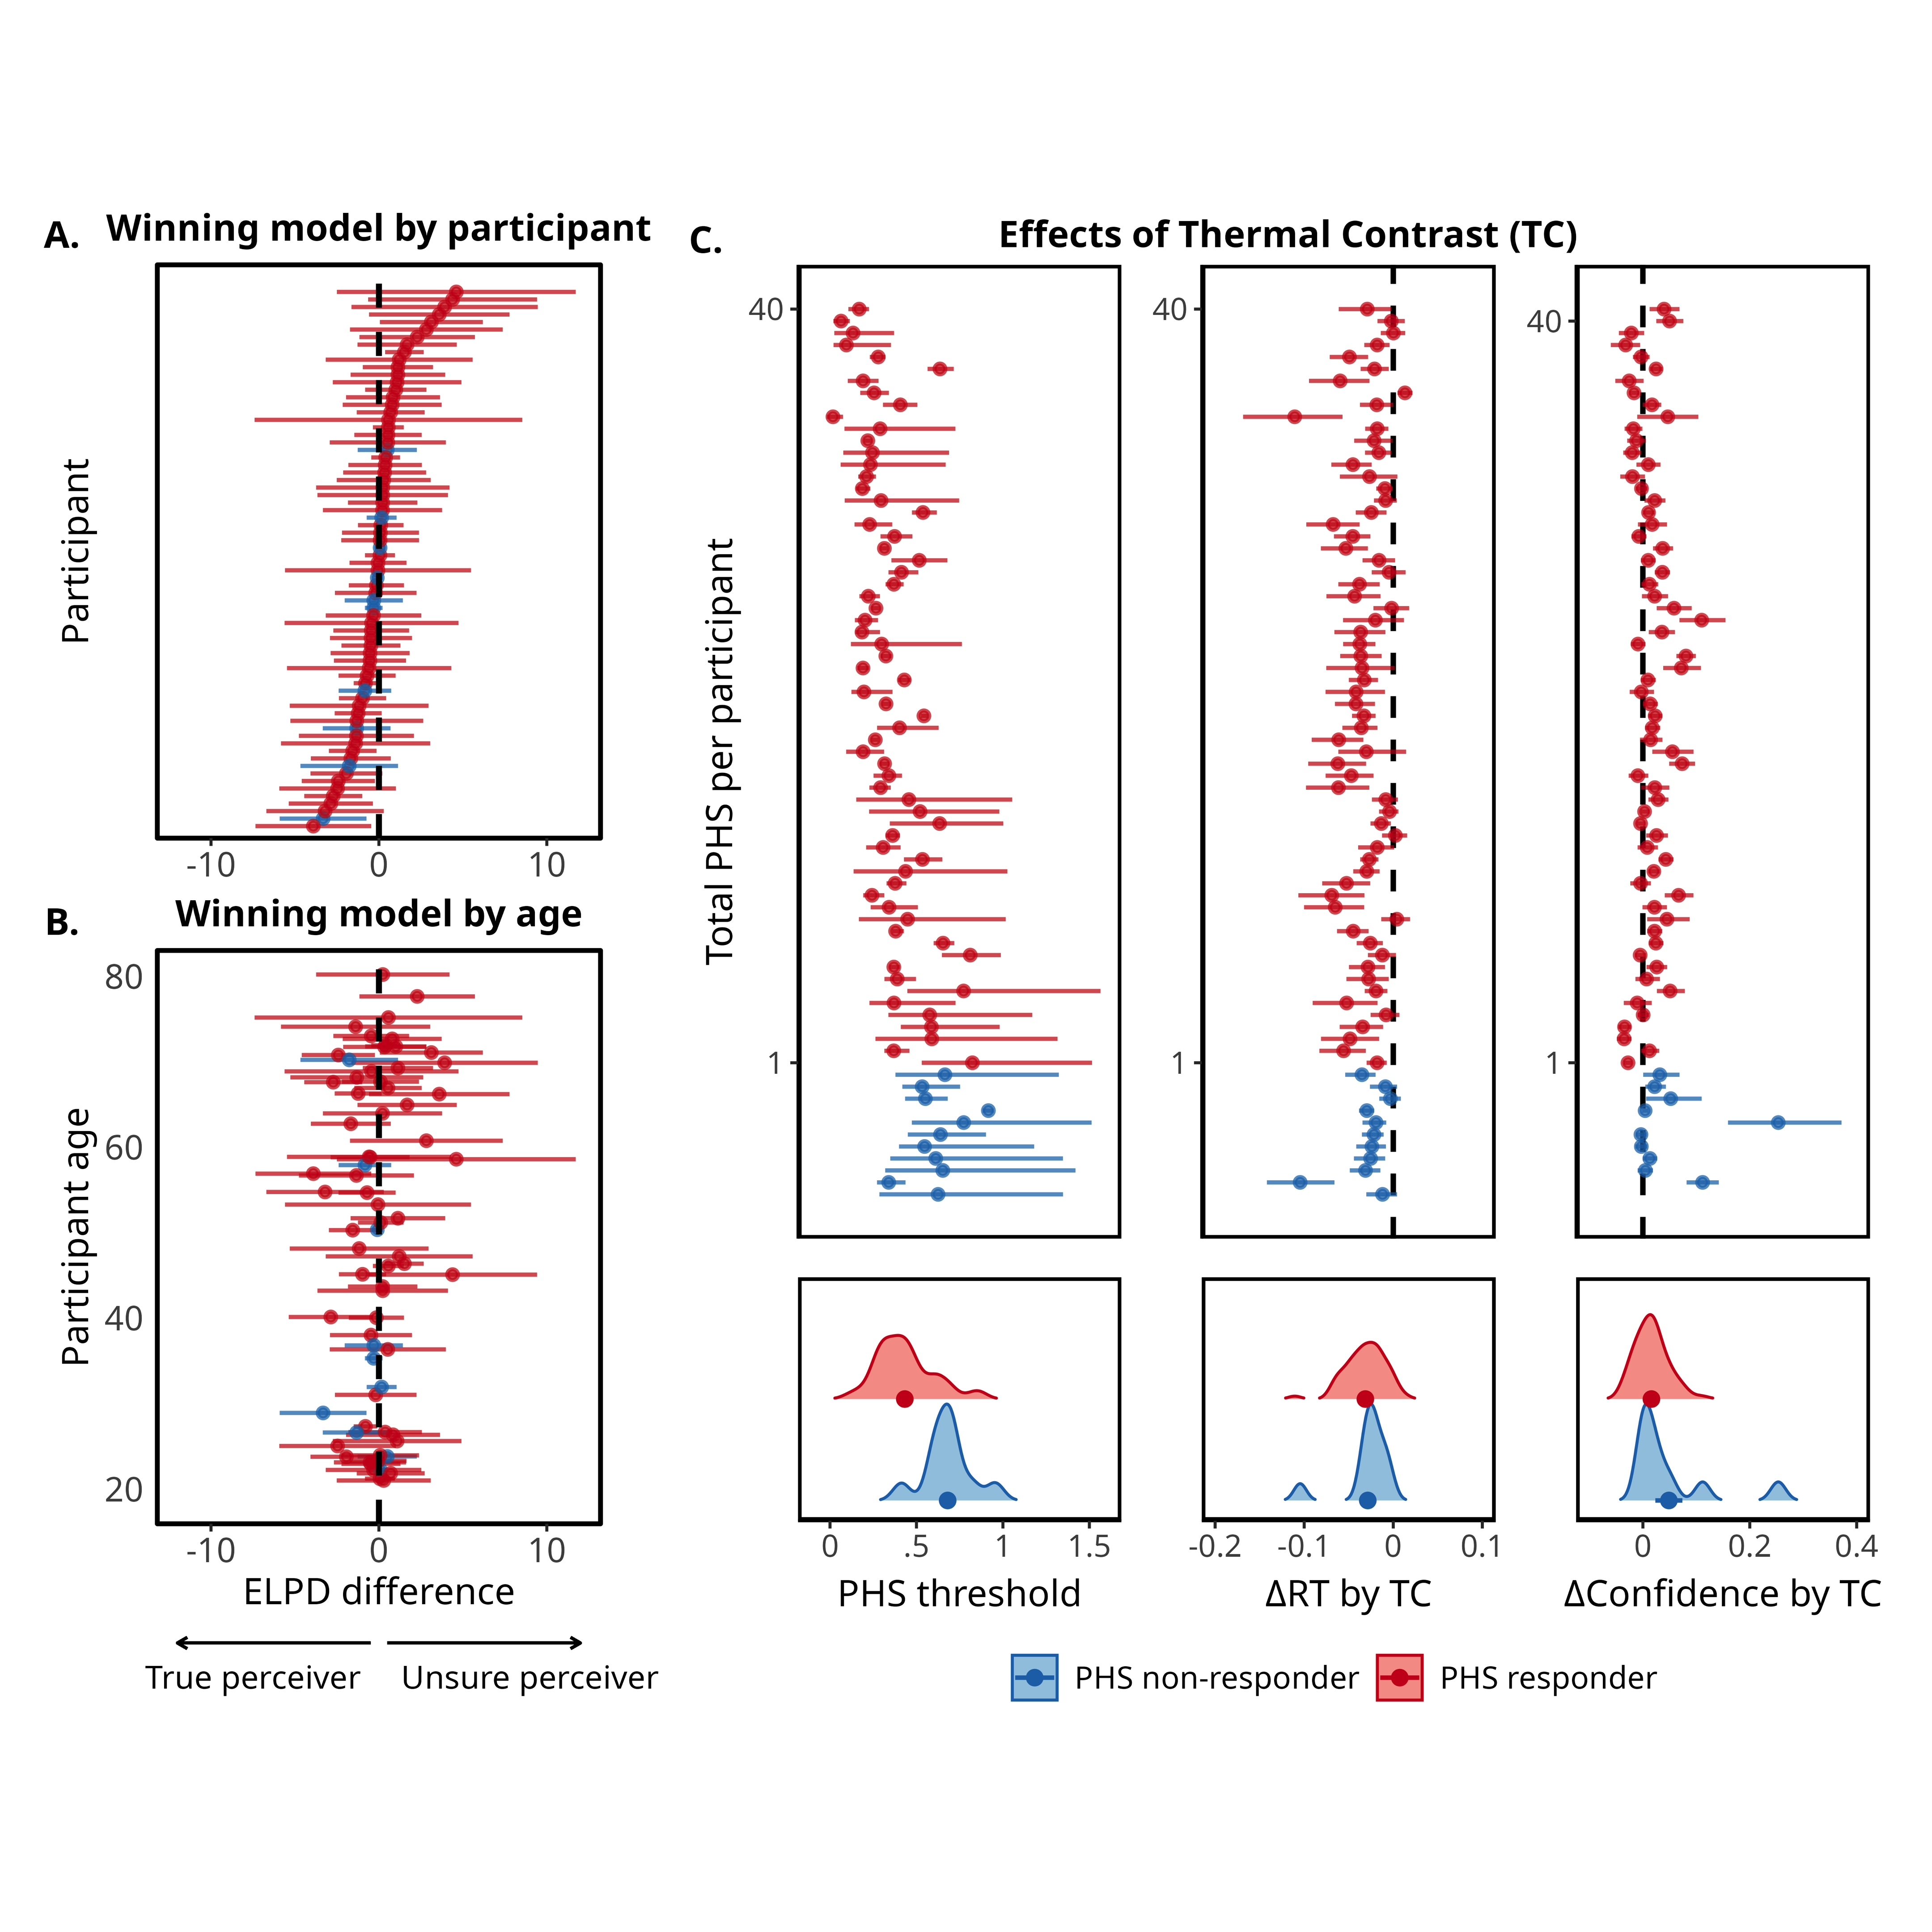 A. Winning model by participant
Participant
-10 0 10
B. Winning model by age
Participant age
80
60
40
20
-10 0 10
ELPD difference
True perceiver Unsure perceiver
C. Effects of Thermal Contrast (TC)
Total PHS per participant
40 40 40
1 1 1
0 .5 1 1.5 -0.2 -0.1 0 0.1 0 0.2 0.4
PHS threshold ΔRT by TC ΔConfidence by TC
PHS non-responder PHS responder